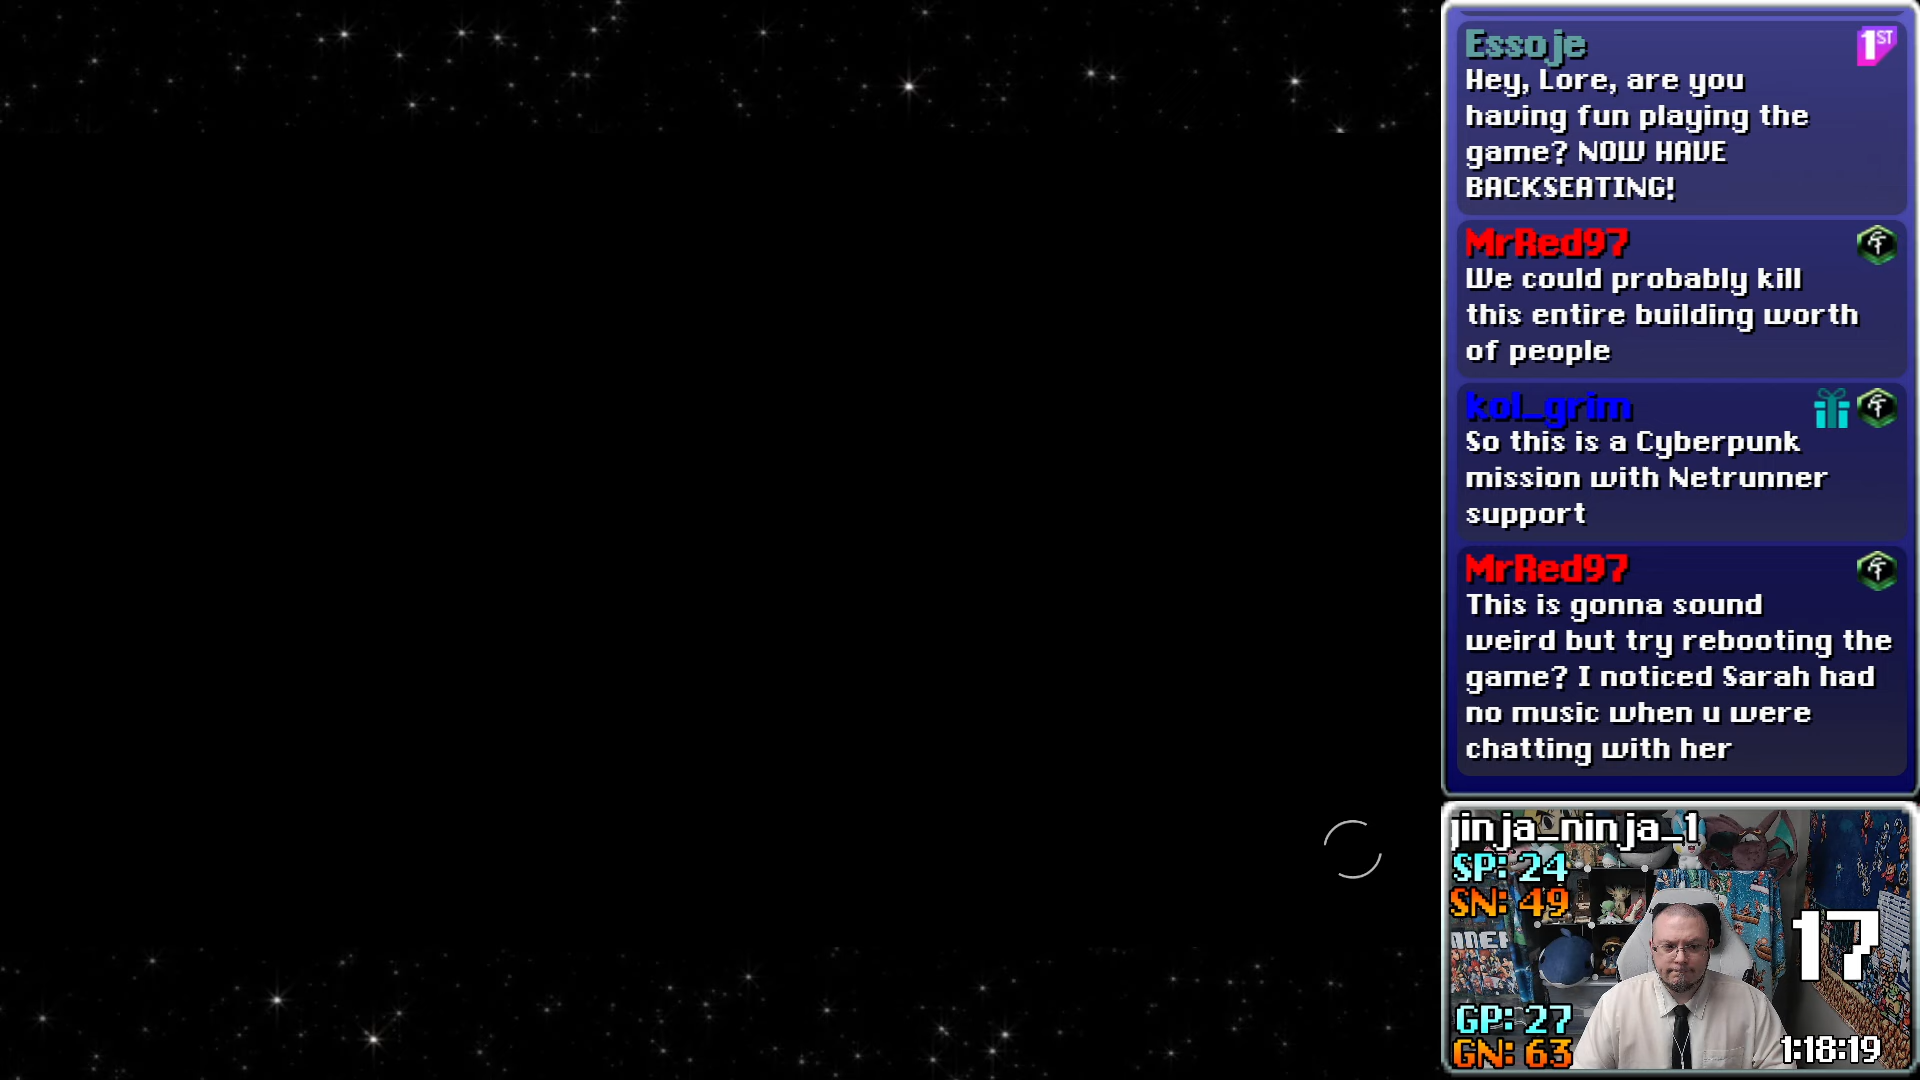 Essoje
1ST
Hey, Lore, are you
having fun playing the
game? NOW HAVE
BACKSEATING!
MrRed97
We could probably kill
this entire building worth
of people
kol_grim
So this is a Cyberpunk
mission with Netrunner
support
MrRed97
This is gonna sound
weird but try rebooting the
game? I noticed Sarah had
no music when u were
chatting with her
jinja_ninja_1
SP: 24
SN: 49
17
GP: 27
GN: 63
1:18:19